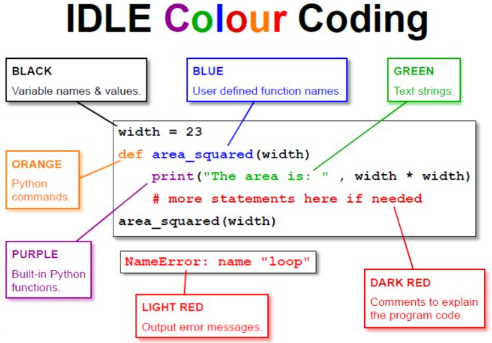 IDLE Colour Coding
BLACK
Variable names & values.
BLUE
User defined function names.
GREEN
Text strings.
ORANGE
Python
commands.
width = 23
def area_squared(width)
print("The area is: " , width * width)
# more statements here if needed
area_squared(width)
PURPLE
Built-in Python
functions.
NameError: name "loop"
LIGHT RED
Output error messages.
DARK RED
Comments to explain
the program code.